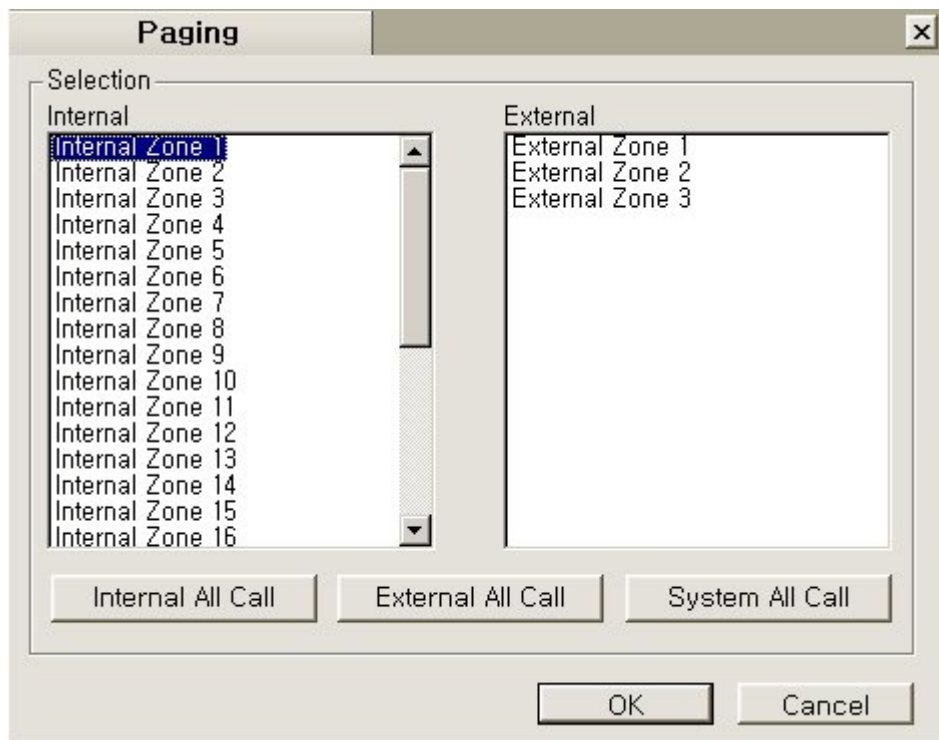 Paging
Selection
Internal
Internal Zone 1
Internal Zone 2
Internal Zone 3
Internal Zone 4
Internal Zone 5
Internal Zone 6
Internal Zone 7
Internal Zone 8
Internal Zone 9
Internal Zone 10
Internal Zone 11
Internal Zone 12
Internal Zone 13
Internal Zone 14
Internal Zone 15
Internal Zone 16
External
External Zone 1
External Zone 2
External Zone 3
Internal All Call
External All Call
System All Call
OK
Cancel